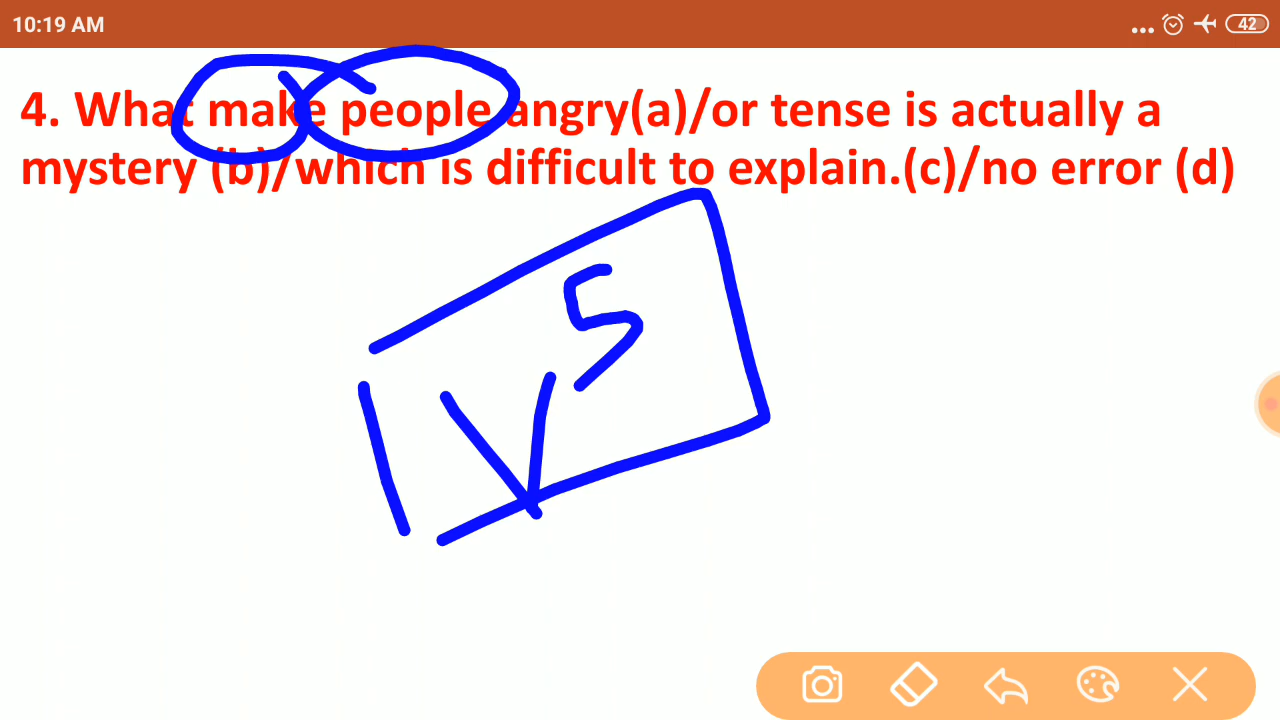 10:19 AM
42
4. What make people angry(a)/or tense is actually a
mystery (b)/which is difficult to explain.(c)/no error (d)
V5